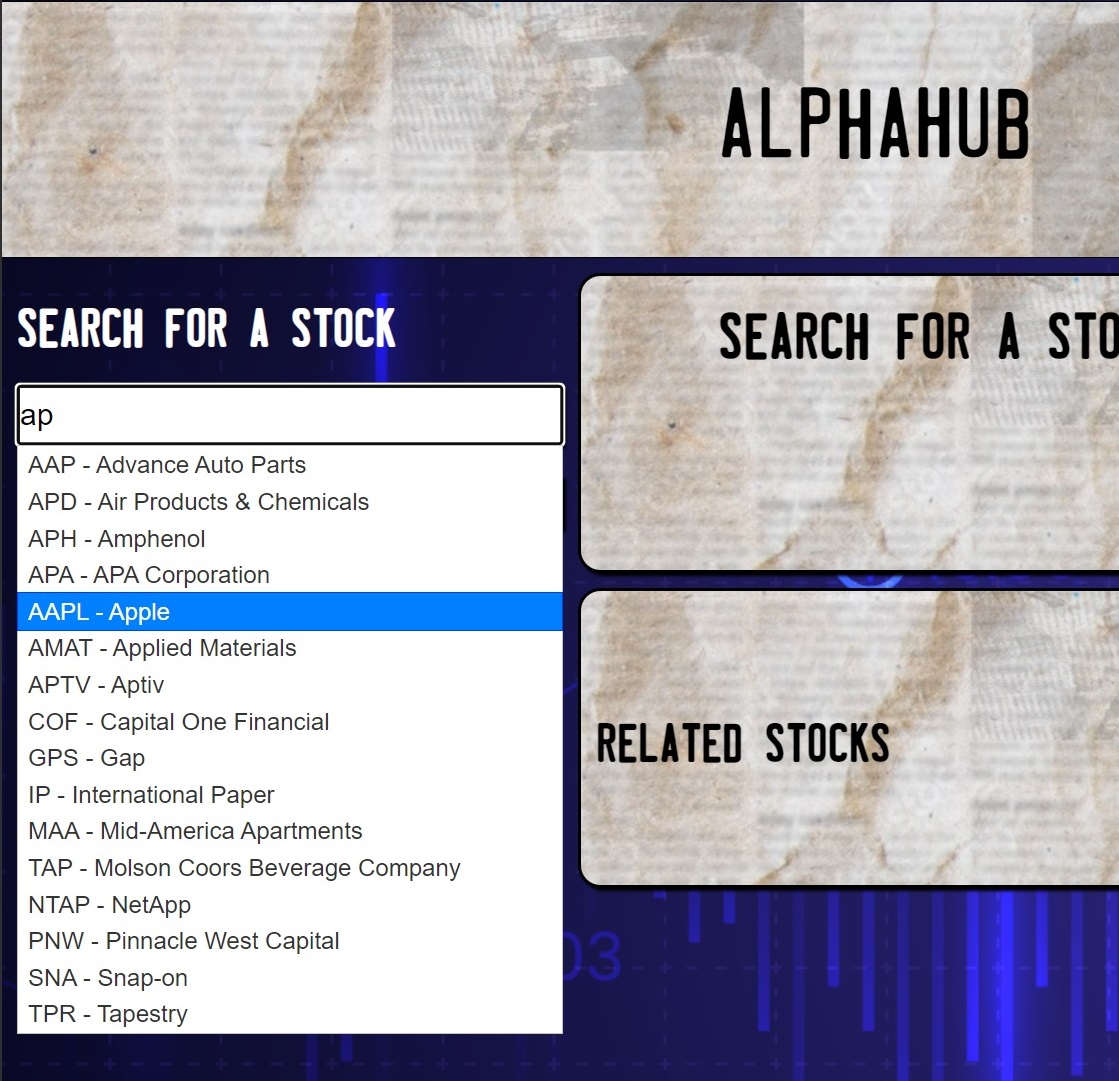 ALPHAHUB
SEARCH FOR A STOCK
ap
AAP - Advance Auto Parts
APD - Air Products & Chemicals
APH - Amphenol
APA - APA Corporation
AAPL - Apple
AMAT - Applied Materials
APTV - Aptiv
COF - Capital One Financial
GPS - Gap
IP - International Paper
MAA - Mid-America Apartments
TAP - Molson Coors Beverage Company
NTAP - NetApp
PNW - Pinnacle West Capital
SNA - Snap-on
TPR - Tapestry
SEARCH FOR A STO
RELATED STOCKS
03